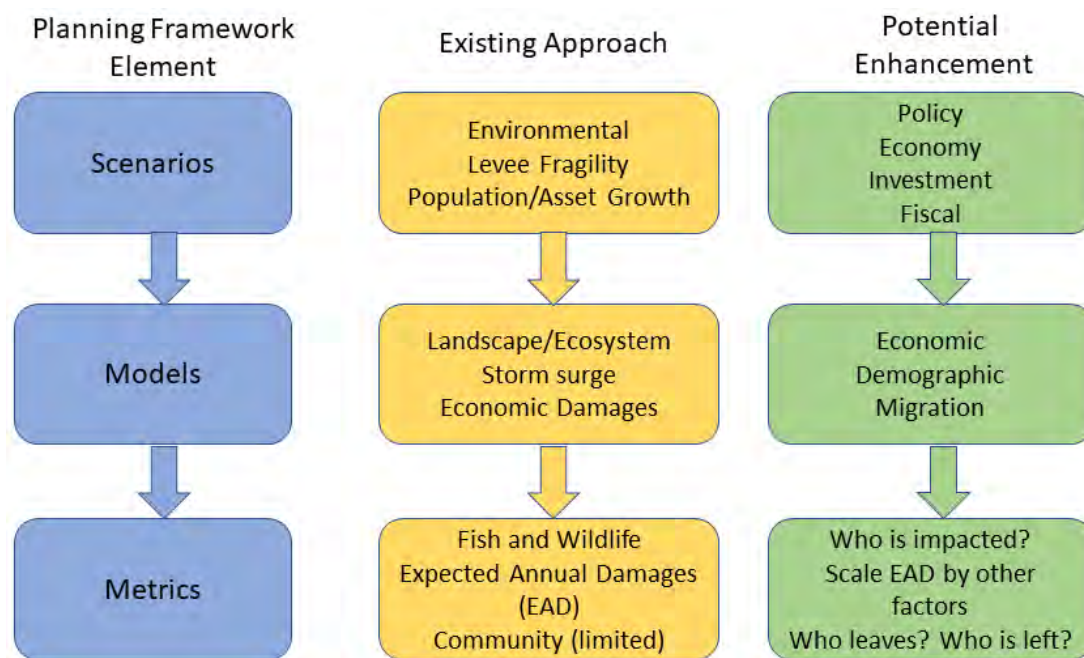 Planning Framework
Element
Existing Approach
Potential
Enhancement
Scenarios
Environmental
Levee Fragility
Population/Asset Growth
Policy
Economy
Investment
Fiscal
Models
Landscape/Ecosystem
Storm surge
Economic Damages
Economic
Demographic
Migration
Metrics
Fish and Wildlife
Expected Annual Damages
(EAD)
Community (limited)
Who is impacted?
Scale EAD by other
factors
Who leaves? Who is left?